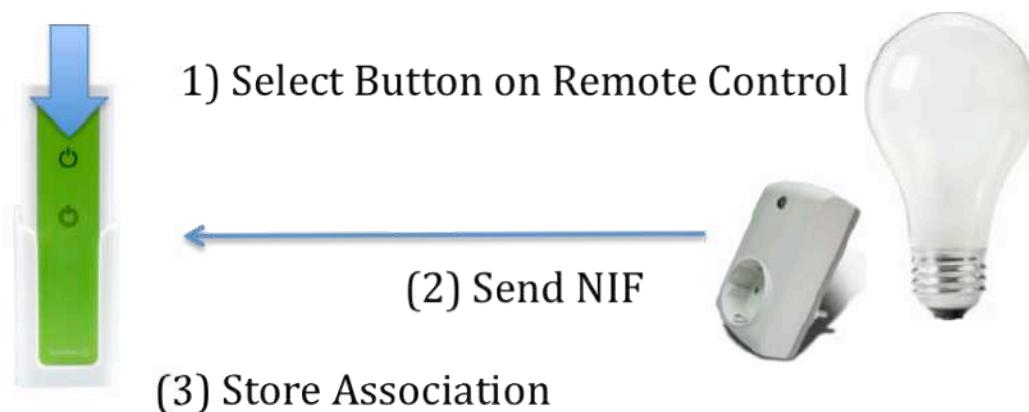 1) Select Button on Remote Control
(2) Send NIF
(3) Store Association